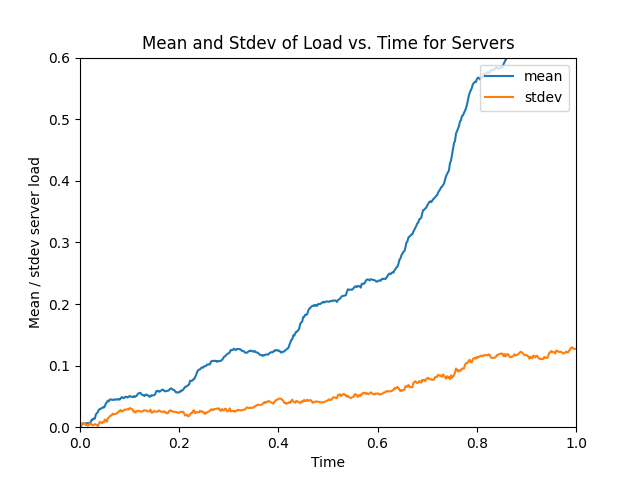 Mean and Stdev of Load vs. Time for Servers
mean
stdev
Mean / stdev server load
0.6
0.5
0.4
0.3
0.2
0.1
0.0
0.0 0.2 0.4 0.6 0.8 1.0
Time